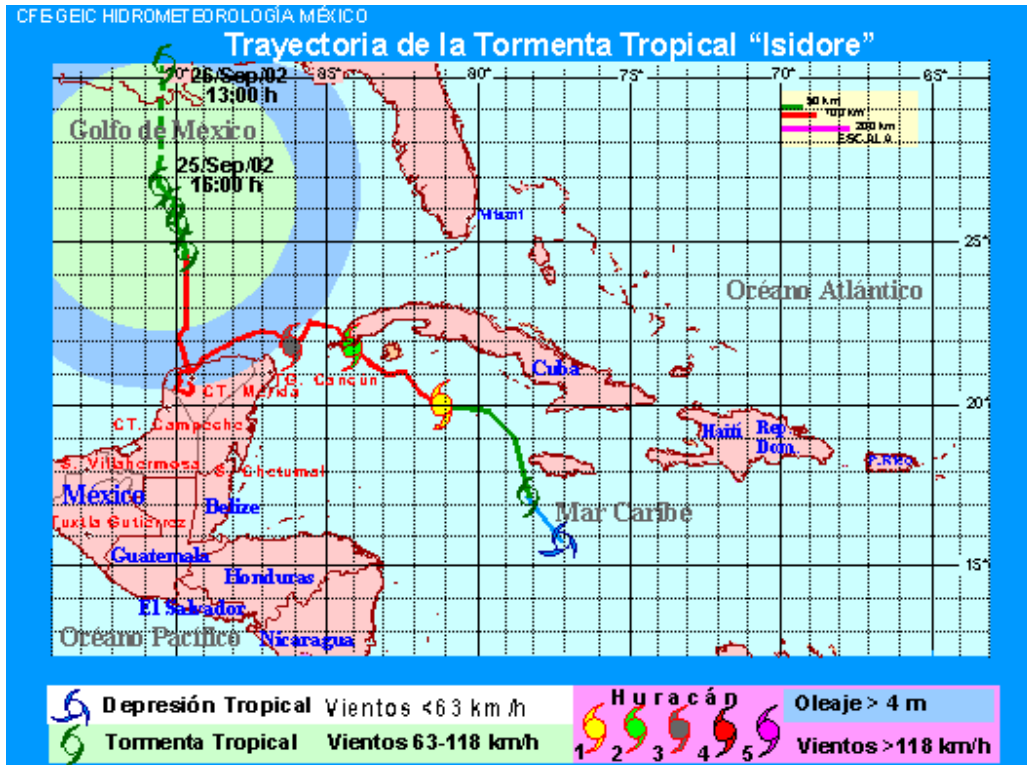 CFE-GEIC HIDROMETEOROLOGÍA MÉXICO
Trayectoria de la Tormenta Tropical “Isidore”
90° 85° 80° 75° 70° 65°
26/Sep/02
13:00 h
50 km
100 km
200 km
ESCALA
Golfo de México
25/Sep/02
16:00 h
Miami
25°
Océano Atlántico
Cuba
G. Cancún
CT. Mérida
20°
CT. Campeche
Haití
Rep.
Dom.
S. Villahermosa
S. Chetumal
P. RICO
México
Belize
Mar Caribe
Tuxtla Gutiérrez
Guatemala
15°
Honduras
El Salvador
Océano Pacífico
Nicaragua
Depresión Tropical Vientos <63 km/h
Tormenta Tropical Vientos 63-118 km/h
Huracán
1 2 3 4 5
Oleaje > 4 m
Vientos >118 km/h